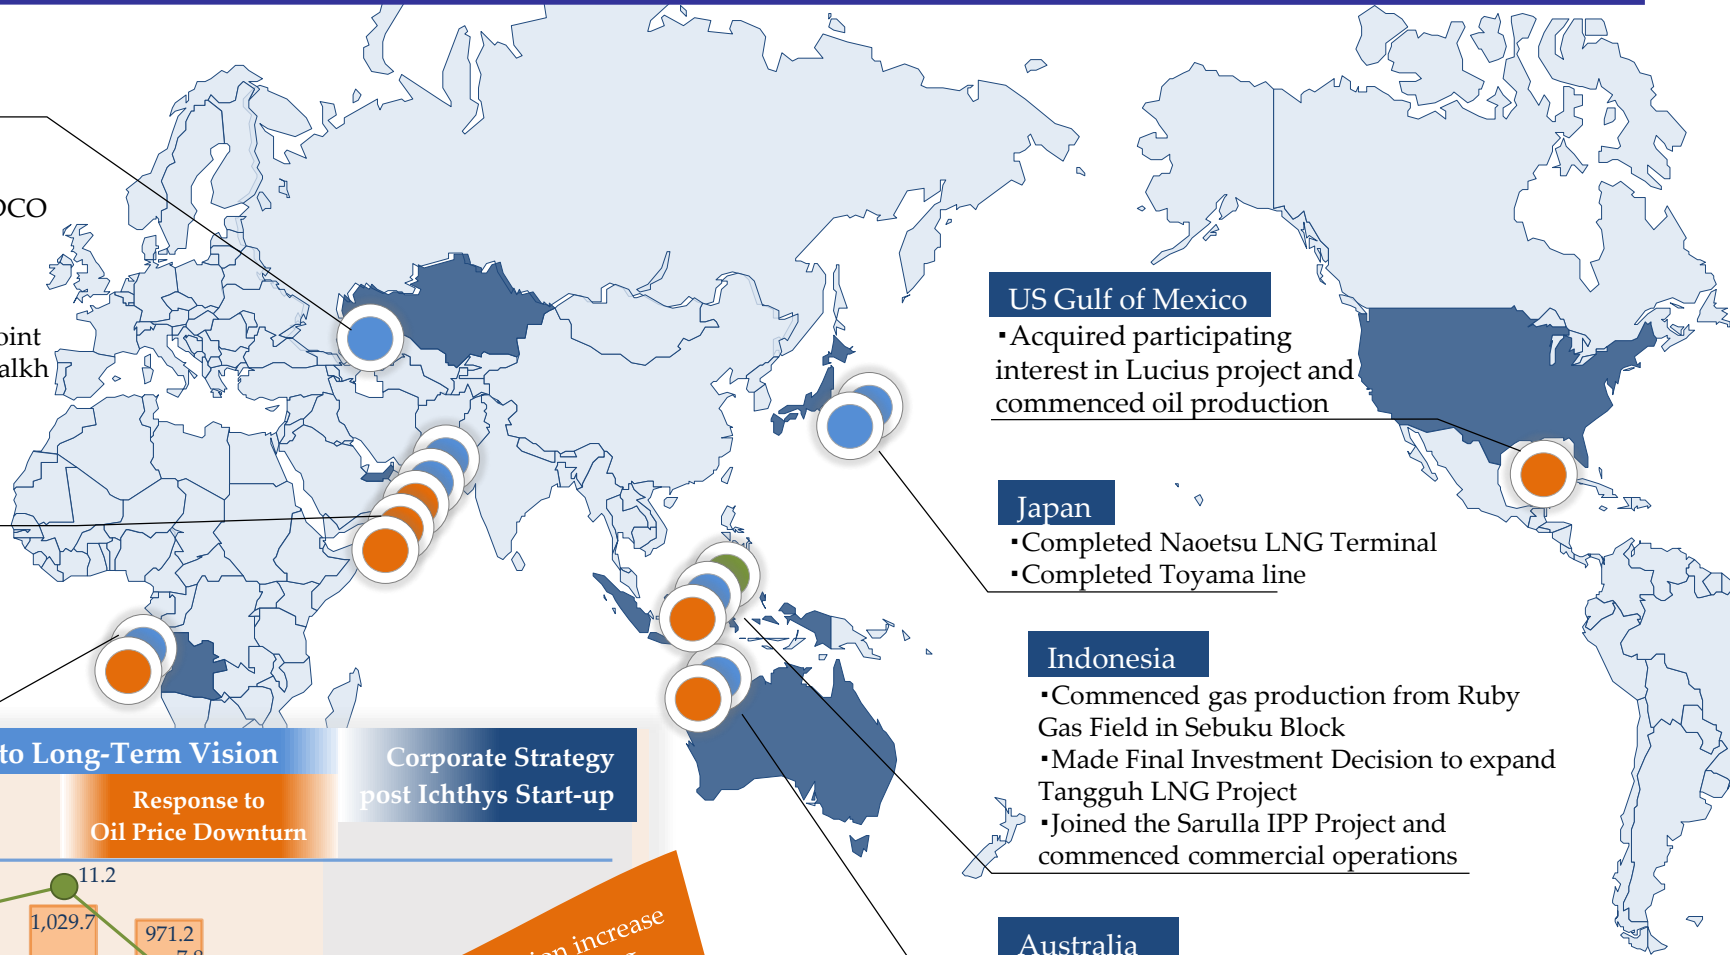 US Gulf of Mexico
▪Acquired participating
interest in Lucius project and
commenced oil production
Japan
▪Completed Naoetsu LNG Terminal
▪Completed Toyama line
Indonesia
▪Commenced gas production from Ruby
Gas Field in Sebuku Block
▪Made Final Investment Decision to expand
Tangguh LNG Project
▪Joined the Sarulla IPP Project and
commenced commercial operations
Australia
to Long-Term Vision
Response to
Oil Price Downturn
Corporate Strategy
post Ichthys Start-up
11.2
1,029.7
971.2
increase